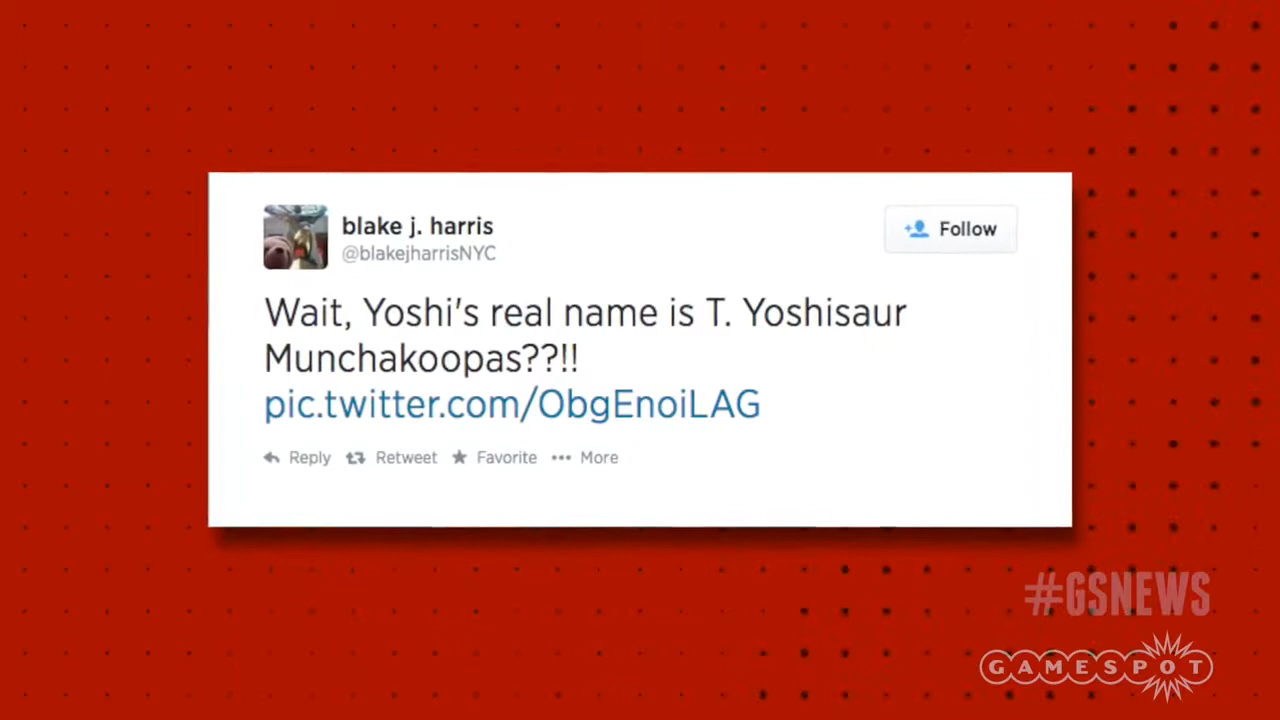 blake j. harris
@blakejharrisNYC
Follow
Wait, Yoshi's real name is T. Yoshisaur
Munchakoopas??!!
pic.twitter.com/ObgEnoiLAG
Reply Retweet Favorite More
#GSNEWS
GAMESPOT